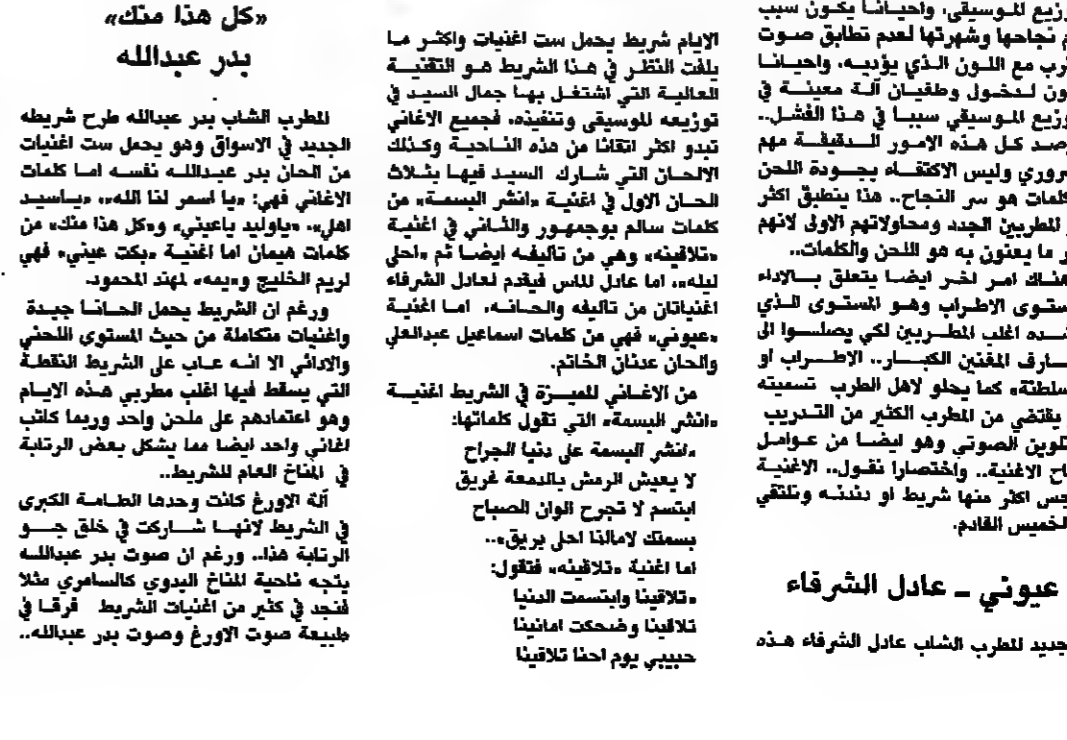 وزيع الموسيقى، واحيانا يكون سبب
نجاحها وشهرتها لعدم تطابق صوت
مع اللون الذي يؤديه، واحيانا
لدخول وطغيان آلة معينة في
وزيع الموسيقي سببا في هذا الفشل..
كل هذه الامور الدقيقة مهم
وليس الاكتفاء بجودة اللحن
هو سر النجاح.. هذا ينطبق اكثر
المطربين الجدد ومحاولاتهم الاولى لانهم
ما يعنون به هو اللحن والكلمات..
امر اخر ايضا يتعلق بالاداء
الاطراب وهو المستوى الذي
اغلب المطربين لكي يصلوا الى
المغنين الكبار.. الاطراب او
كما يحلو لاهل الطرب تسميته
يقتضي من المطرب الكثير من التدريب
الصوتي وهو ايضا من عوامل
الاغنية.. واختصارا نقول.. الاغنية
اكثر منها شريط او دندنه ونلتقي
الخميس القادم.
عيوني ــ عادل الشرفاء
للمطرب الشاب عادل الشرفاء هذه
الايام شريط يحمل ست اغنيات واكثر ما
يلفت النظر في هذا الشريط هو التقنية
العالية التي اشتغل بها جمال السيد في
توزيعه للموسيقى وتنفيذه، فجميع الاغاني
تبدو اكثر اتقانا من هذه الناحية وكذلك
الالحان التي شارك السيد فيها بثلاث
الحان الاول في اغنية «انشر البسمة» من
كلمات سالم بوجمهور والثاني في اغنية
«تلاقينه» وهي من تاليفه ايضا ثم «احلى
ليله»، اما عادل للناس فيقدم لعادل الشرفاء
اغنياتان من تاليفه والحانه، اما اغنية
«عيوني» فهي من كلمات اسماعيل عبدالعلي
والحان عدنان الخاتم.
من الاغاني المميزة في الشريط اغنية
«انشر البسمة» التي تقول كلماتها:
«انشر البسمة على دنيا الجراح
لا يعيش الرمش بالدمعة غريق
ابتسم لا تجرح الوان الصباح
بسمتك لامالنا احلى بريق»..
اما اغنية «تلاقينه» فتقول:
«تلاقينا وابتسمت الدنيا
تلاقينا وضحكت امانينا
حبيبي يوم احنا تلاقينا
«كل هذا منك»
بدر عبدالله
المطرب الشاب بدر عبدالله طرح شريطه
الجديد في الاسواق وهو يحمل ست اغنيات
من الحان بدر عبدالله نفسه اما كلمات
الاغاني فهي: «يا اسمر لنا الله»، «ياسيد
اهلي»، «ياوليد ياعيني» و«كل هذا منك» من
كلمات هيمان اما اغنية «بكت عيني» فهي
لريم الخليج و«يمه» لمهند المحمود.
ورغم ان الشريط يحمل الحانا جيدة
واغنيات متكاملة من حيث المستوى اللحني
والادائي الا انه عاب على الشريط النقطة
التي يسقط فيها اغلب مطربي هذه الايام
وهو اعتمادهم على ملحن واحد وربما كاتب
اغاني واحد ايضا مما يشكل بعض الرتابة
في المناخ العام للشريط..
آلة الاورغ كانت وحدها الطامة الكبرى
في الشريط لانها شاركت في خلق جو
الرتابة هذا.. ورغم ان صوت بدر عبدالله
يتجه ناحية المناخ البدوي كالسامري مثلا
فنجد في كثير من اغنيات الشريط فرقا في
طبيعة صوت الاورغ وصوت بدر عبدالله..